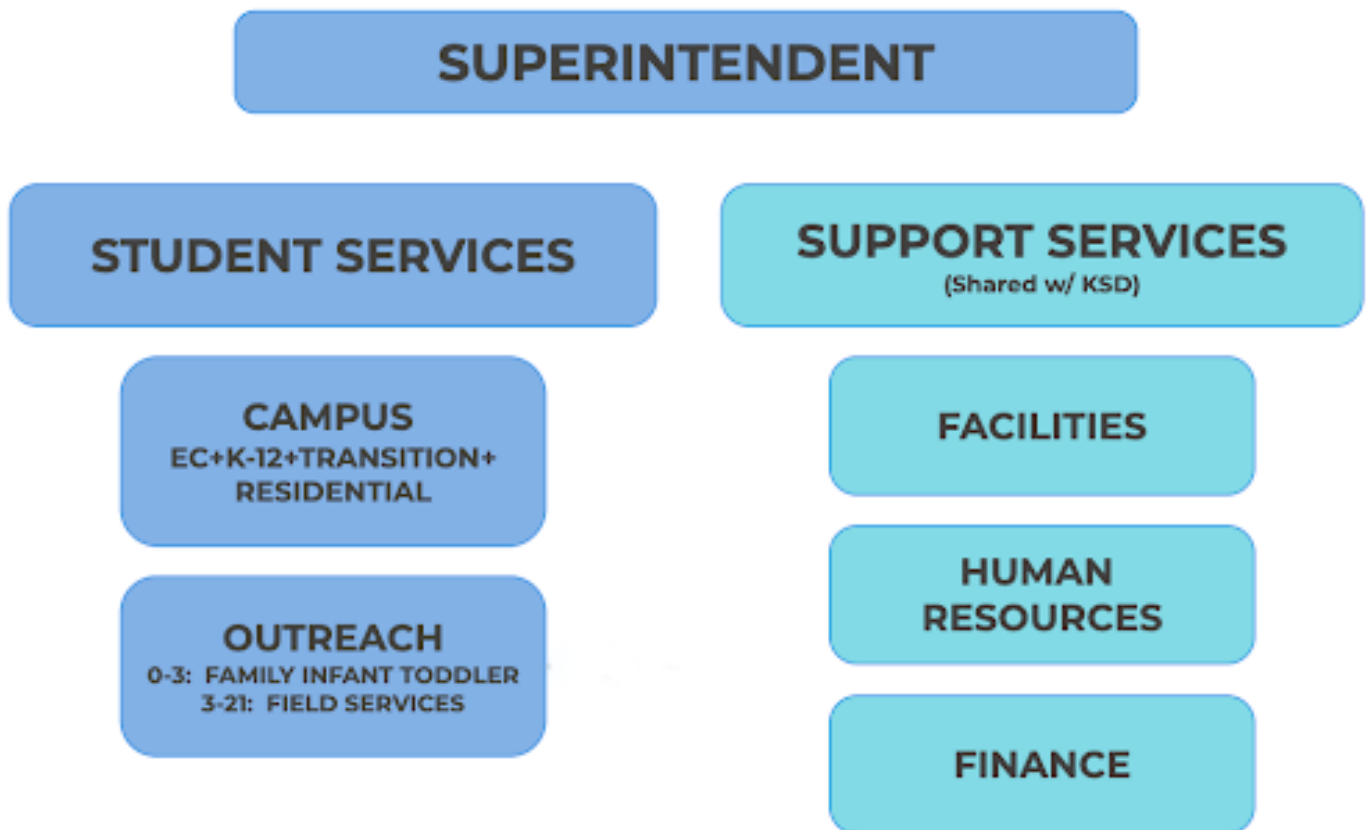 SUPERINTENDENT
STUDENT SERVICES
CAMPUS
EC+K-12+TRANSITION+
RESIDENTIAL
OUTREACH
0-3: FAMILY INFANT TODDLER
3-21: FIELD SERVICES
SUPPORT SERVICES
(Shared w/ KSD)
FACILITIES
HUMAN
RESOURCES
FINANCE